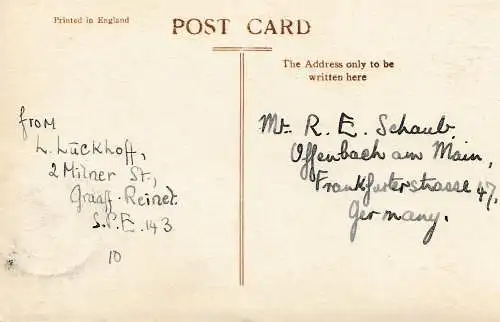 Printed in England
POST CARD
The Address only to be
written here
from
L. Lückhoff,
2 Milner St.,
Graaff-Reinet.
S.P.E. 143
10
Mr. R. E. Schaub,
Offenbach am Main,
Frankfurterstrasse 47,
Germany.